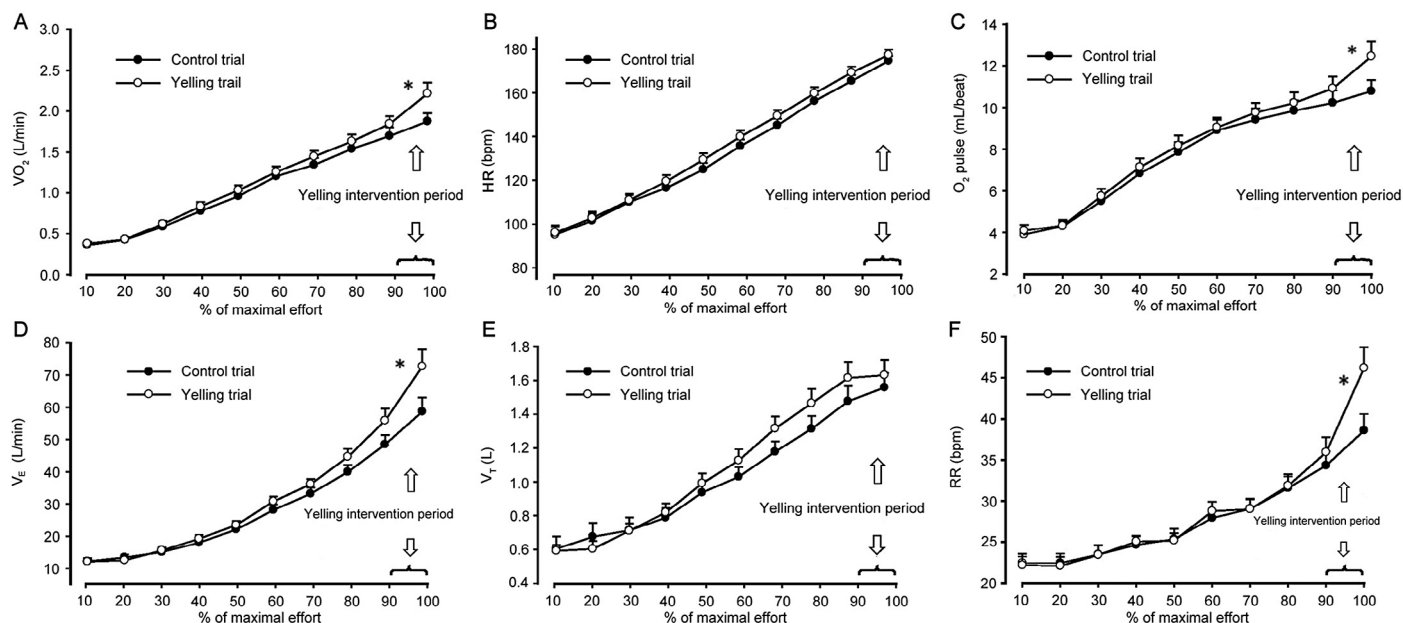 A
VO2 (L/min)
3.0
2.5
2.0
1.5
1.0
0.5
0.0
Control trial
Yelling trail
*
Yelling intervention period
10 20 30 40 50 60 70 80 90 100
% of maximal effort
B
HR (bpm)
180
160
140
120
100
80
Control trial
Yelling trail
Yelling intervention period
10 20 30 40 50 60 70 80 90 100
% of maximal effort
C
O2 pulse (mL/beat)
14
12
10
8
6
4
2
Control trial
Yelling trail
*
Yelling intervention period
10 20 30 40 50 60 70 80 90 100
% of maximal effort
D
VE (L/min)
80
70
60
50
40
30
20
10
Control trial
Yelling trial
*
Yelling intervention period
10 20 30 40 50 60 70 80 90 100
% of maximal effort
E
VT (L)
1.8
1.6
1.4
1.2
1.0
0.8
0.6
0.4
Control trial
Yelling trial
Yelling intervention period
10 20 30 40 50 60 70 80 90 100
% of maximal effort
F
RR (bpm)
50
45
40
35
30
25
20
Control trial
Yelling trial
*
Yelling intervention period
10 20 30 40 50 60 70 80 90 100
% of maximal effort